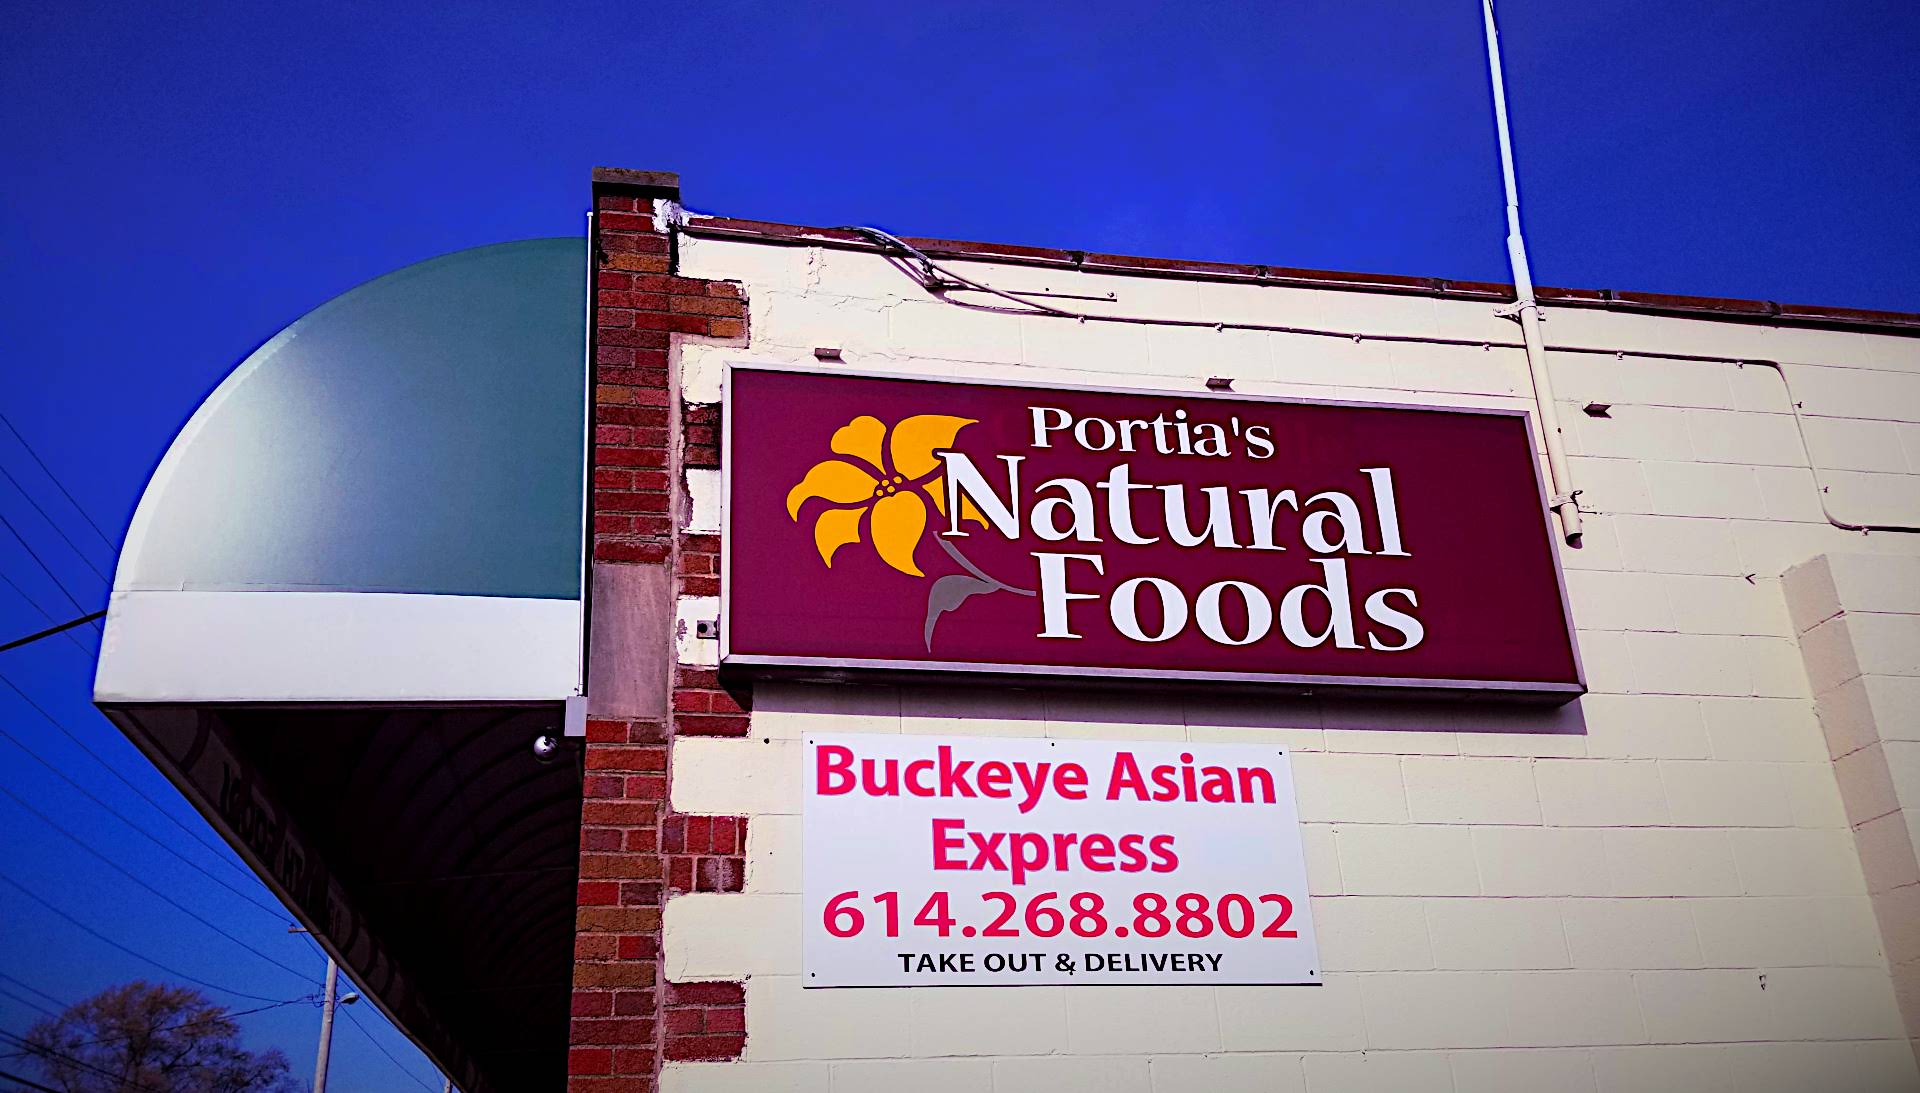 Portia's
Natural
Foods
Buckeye Asian
Express
614.268.8802
TAKE OUT & DELIVERY